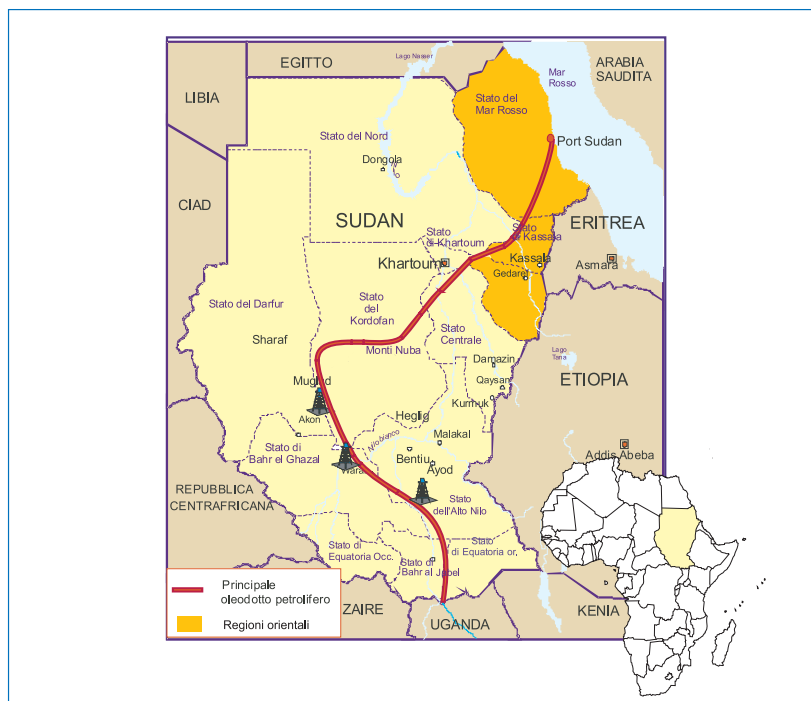 Lago Nasser
EGITTO
ARABIA
SAUDITA
Mar
Rosso
LIBIA
Stato del
Mar Rosso
Stato del Nord
Port Sudan
Dongola
CIAD
SUDAN
ERITREA
Stato
di Khartoum
Stato
di Kassala
Khartoum
Kassala
Asmara
Gedaref
Stato del Darfur
Stato
del
Kordofan
Stato
Centrale
Sharaf
Monti Nuba
Lago
Tana
Damazin
ETIOPIA
Muglad
Qaysan
Kurmuk
Akon
Heglig
Nilo bianco
Malakal
Stato di
Bahr el Ghazal
Bentiu
Addis Abeba
Ayod
REPUBBLICA
CENTRAFRICANA
Stato
dell'Alto Nilo
Stato di
Equatoria Occ.
Stato
di Equatoria or,
Stato di
Bahr al Jebel
Principale
oleodotto petrolifero
Regioni orientali
ZAIRE
UGANDA
KENIA